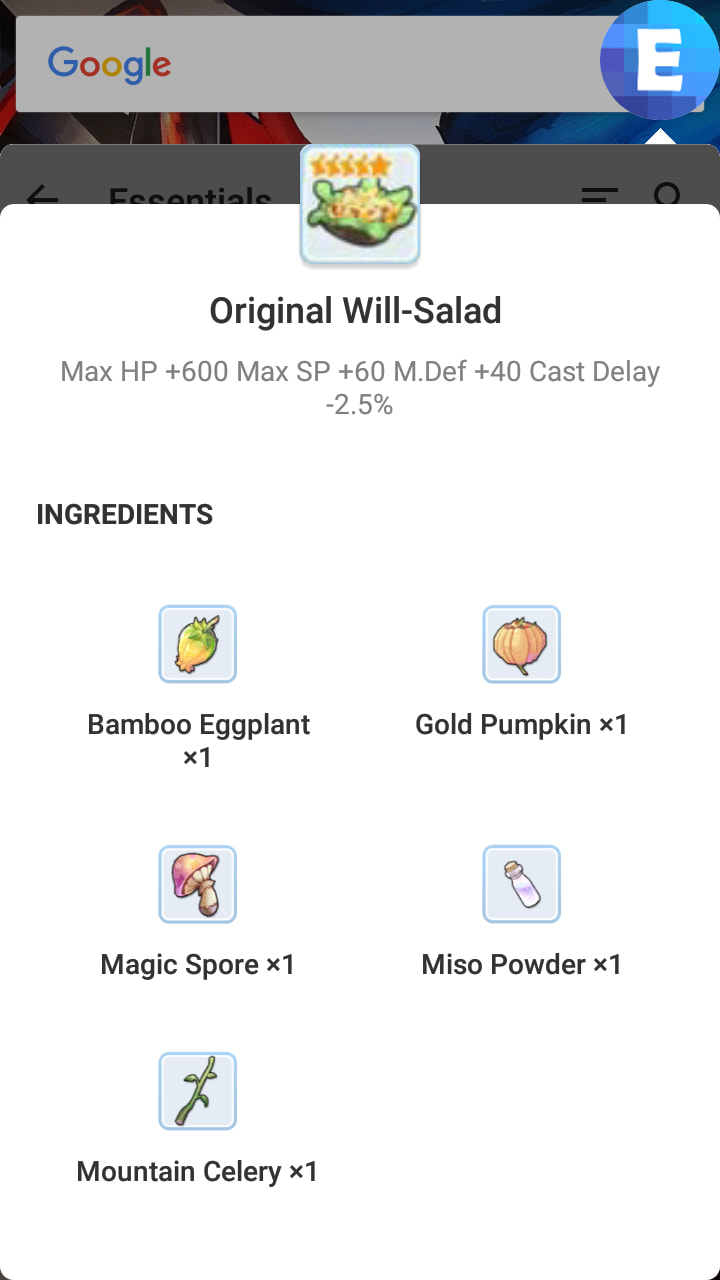 Google
E
Essentials
Original Will-Salad
Max HP +600 Max SP +60 M.Def +40 Cast Delay
-2.5%
INGREDIENTS
Bamboo Eggplant
×1
Gold Pumpkin ×1
Magic Spore ×1
Miso Powder ×1
Mountain Celery ×1